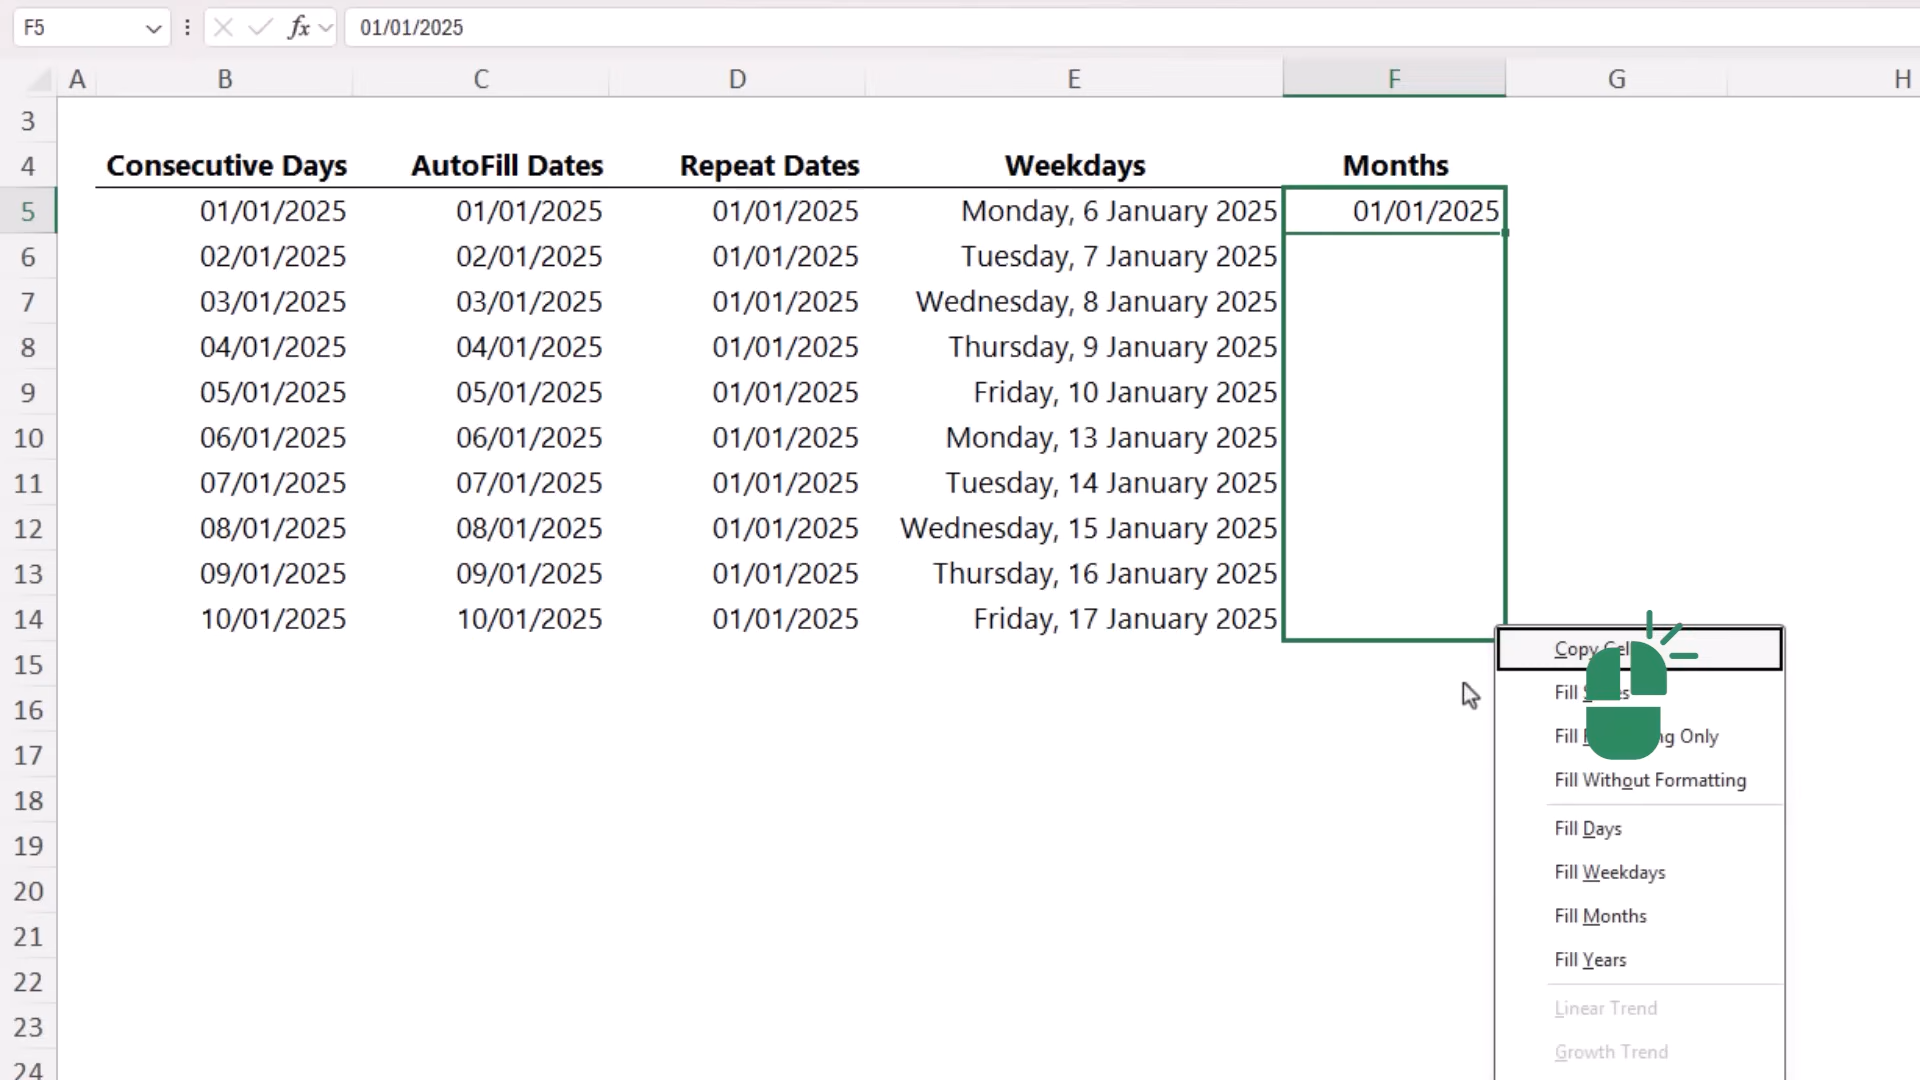 F5 fx 01/01/2025
A B C D E F G H
3
4 Consecutive Days AutoFill Dates Repeat Dates Weekdays Months
5 01/01/2025 01/01/2025 01/01/2025 Monday, 6 January 2025 01/01/2025
6 02/01/2025 02/01/2025 01/01/2025 Tuesday, 7 January 2025
7 03/01/2025 03/01/2025 01/01/2025 Wednesday, 8 January 2025
8 04/01/2025 04/01/2025 01/01/2025 Thursday, 9 January 2025
9 05/01/2025 05/01/2025 01/01/2025 Friday, 10 January 2025
10 06/01/2025 06/01/2025 01/01/2025 Monday, 13 January 2025
11 07/01/2025 07/01/2025 01/01/2025 Tuesday, 14 January 2025
12 08/01/2025 08/01/2025 01/01/2025 Wednesday, 15 January 2025
13 09/01/2025 09/01/2025 01/01/2025 Thursday, 16 January 2025
14 10/01/2025 10/01/2025 01/01/2025 Friday, 17 January 2025
15
16
17
18
19
20
21
22
23
24
Copy
Fill
Fill Only
Fill Without Formatting
Fill Days
Fill Weekdays
Fill Months
Fill Years
Linear Trend
Growth Trend